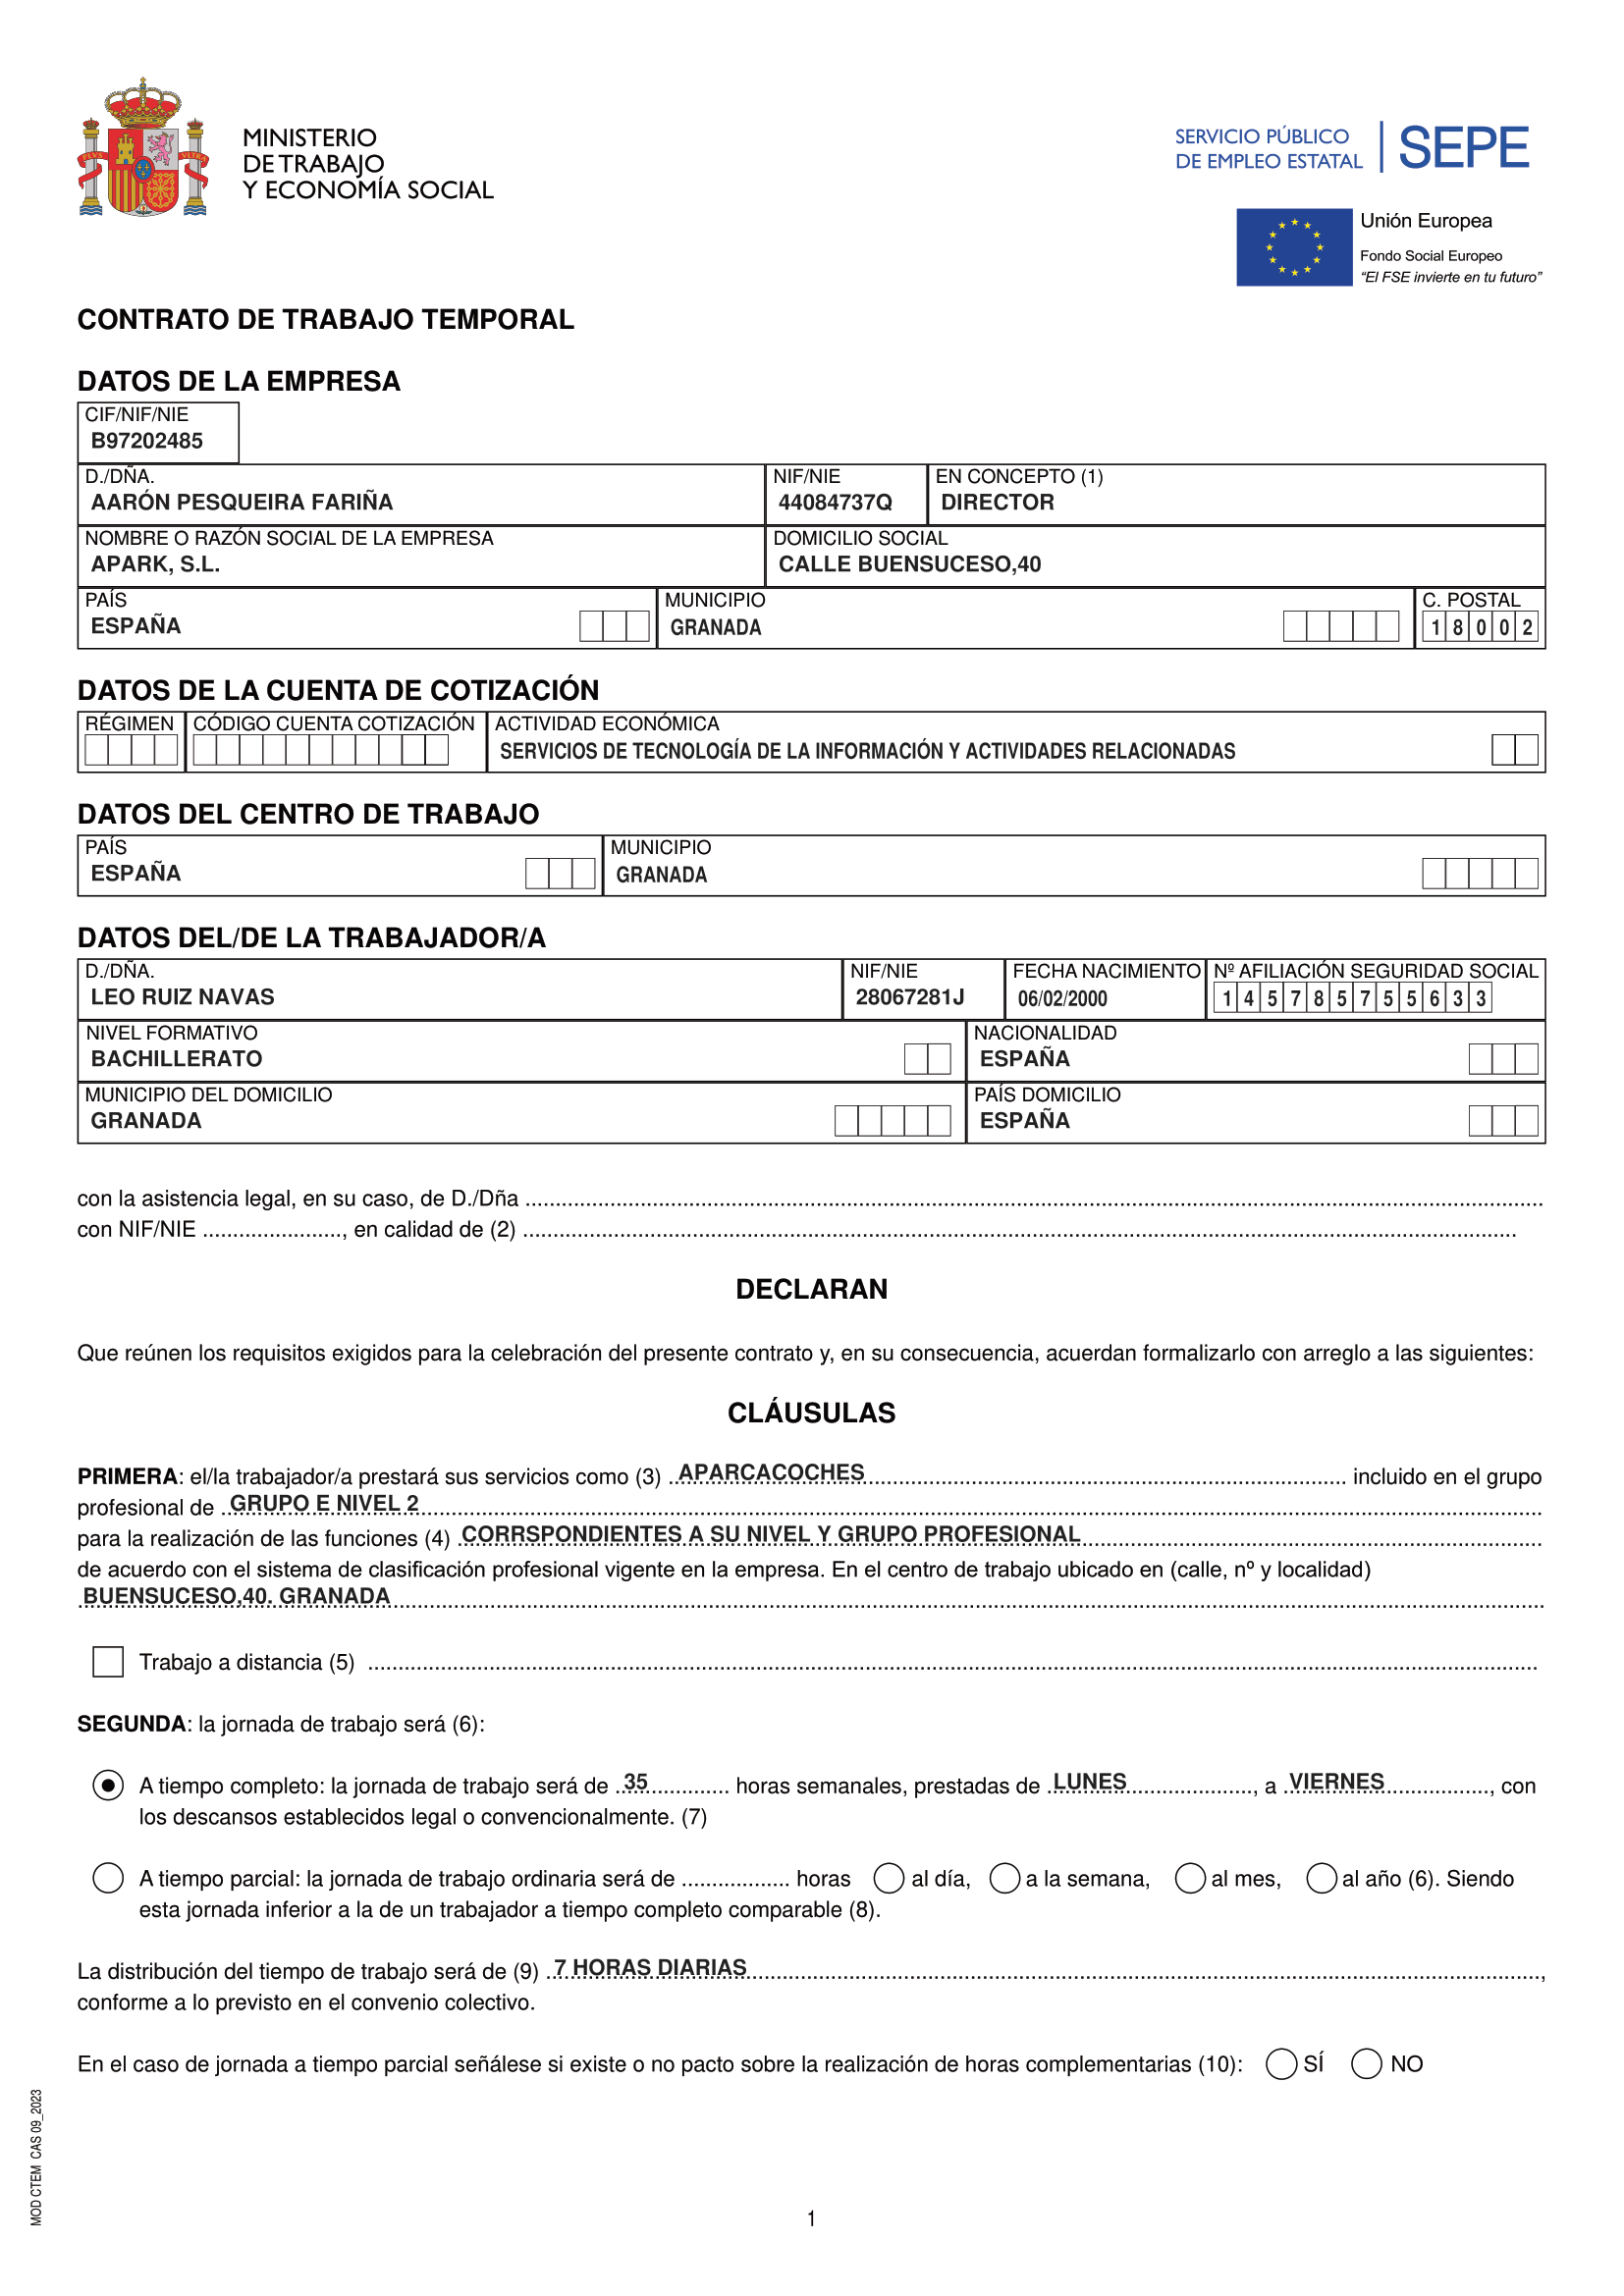 MINISTERIO
DE TRABAJO
Y ECONOMÍA SOCIAL
SERVICIO PÚBLICO
DE EMPLEO ESTATAL
SEPE
PLVS VLTRA
Unión Europea
Fondo Social Europeo
“El FSE invierte en tu futuro”
CONTRATO DE TRABAJO TEMPORAL
DATOS DE LA EMPRESA
CIF/NIF/NIE
B97202485
D./DÑA. NIF/NIE EN CONCEPTO (1)
AARÓN PESQUEIRA FARIÑA 44084737Q DIRECTOR
NOMBRE O RAZÓN SOCIAL DE LA EMPRESA DOMICILIO SOCIAL
APARK, S.L. CALLE BUENSUCESO,40
PAÍS MUNICIPIO C. POSTAL
ESPAÑA GRANADA 18002
DATOS DE LA CUENTA DE COTIZACIÓN
RÉGIMEN CÓDIGO CUENTA COTIZACIÓN ACTIVIDAD ECONÓMICA
SERVICIOS DE TECNOLOGÍA DE LA INFORMACIÓN Y ACTIVIDADES RELACIONADAS
DATOS DEL CENTRO DE TRABAJO
PAÍS MUNICIPIO
ESPAÑA GRANADA
DATOS DEL/DE LA TRABAJADOR/A
D./DÑA. NIF/NIE FECHA NACIMIENTO Nº AFILIACIÓN SEGURIDAD SOCIAL
LEO RUIZ NAVAS 28067281J 06/02/2000 145785755633
NIVEL FORMATIVO NACIONALIDAD
BACHILLERATO ESPAÑA
MUNICIPIO DEL DOMICILIO PAÍS DOMICILIO
GRANADA ESPAÑA
con la asistencia legal, en su caso, de D./Dña ........
con NIF/NIE ......................., en calidad de (2) ........
DECLARAN
Que reúnen los requisitos exigidos para la celebración del presente contrato y, en su consecuencia, acuerdan formalizarlo con arreglo a las siguientes:
CLÁUSULAS
PRIMERA: el/la trabajador/a prestará sus servicios como (3) APARCACOCHES incluido en el grupo
profesional de GRUPO E NIVEL 2
para la realización de las funciones (4) CORRSPONDIENTES A SU NIVEL Y GRUPO PROFESIONAL
de acuerdo con el sistema de clasificación profesional vigente en la empresa. En el centro de trabajo ubicado en (calle, nº y localidad)
BUENSUCESO,40. GRANADA
Trabajo a distancia (5) ........
SEGUNDA: la jornada de trabajo será (6):
A tiempo completo: la jornada de trabajo será de 35 horas semanales, prestadas de LUNES, a VIERNES, con
los descansos establecidos legal o convencionalmente. (7)
A tiempo parcial: la jornada de trabajo ordinaria será de .................. horas al día, a la semana, al mes, al año (6). Siendo
esta jornada inferior a la de un trabajador a tiempo completo comparable (8).
La distribución del tiempo de trabajo será de (9) 7 HORAS DIARIAS,
conforme a lo previsto en el convenio colectivo.
En el caso de jornada a tiempo parcial señálese si existe o no pacto sobre la realización de horas complementarias (10): SÍ NO
MOD CTEM CAS 09_2023
1